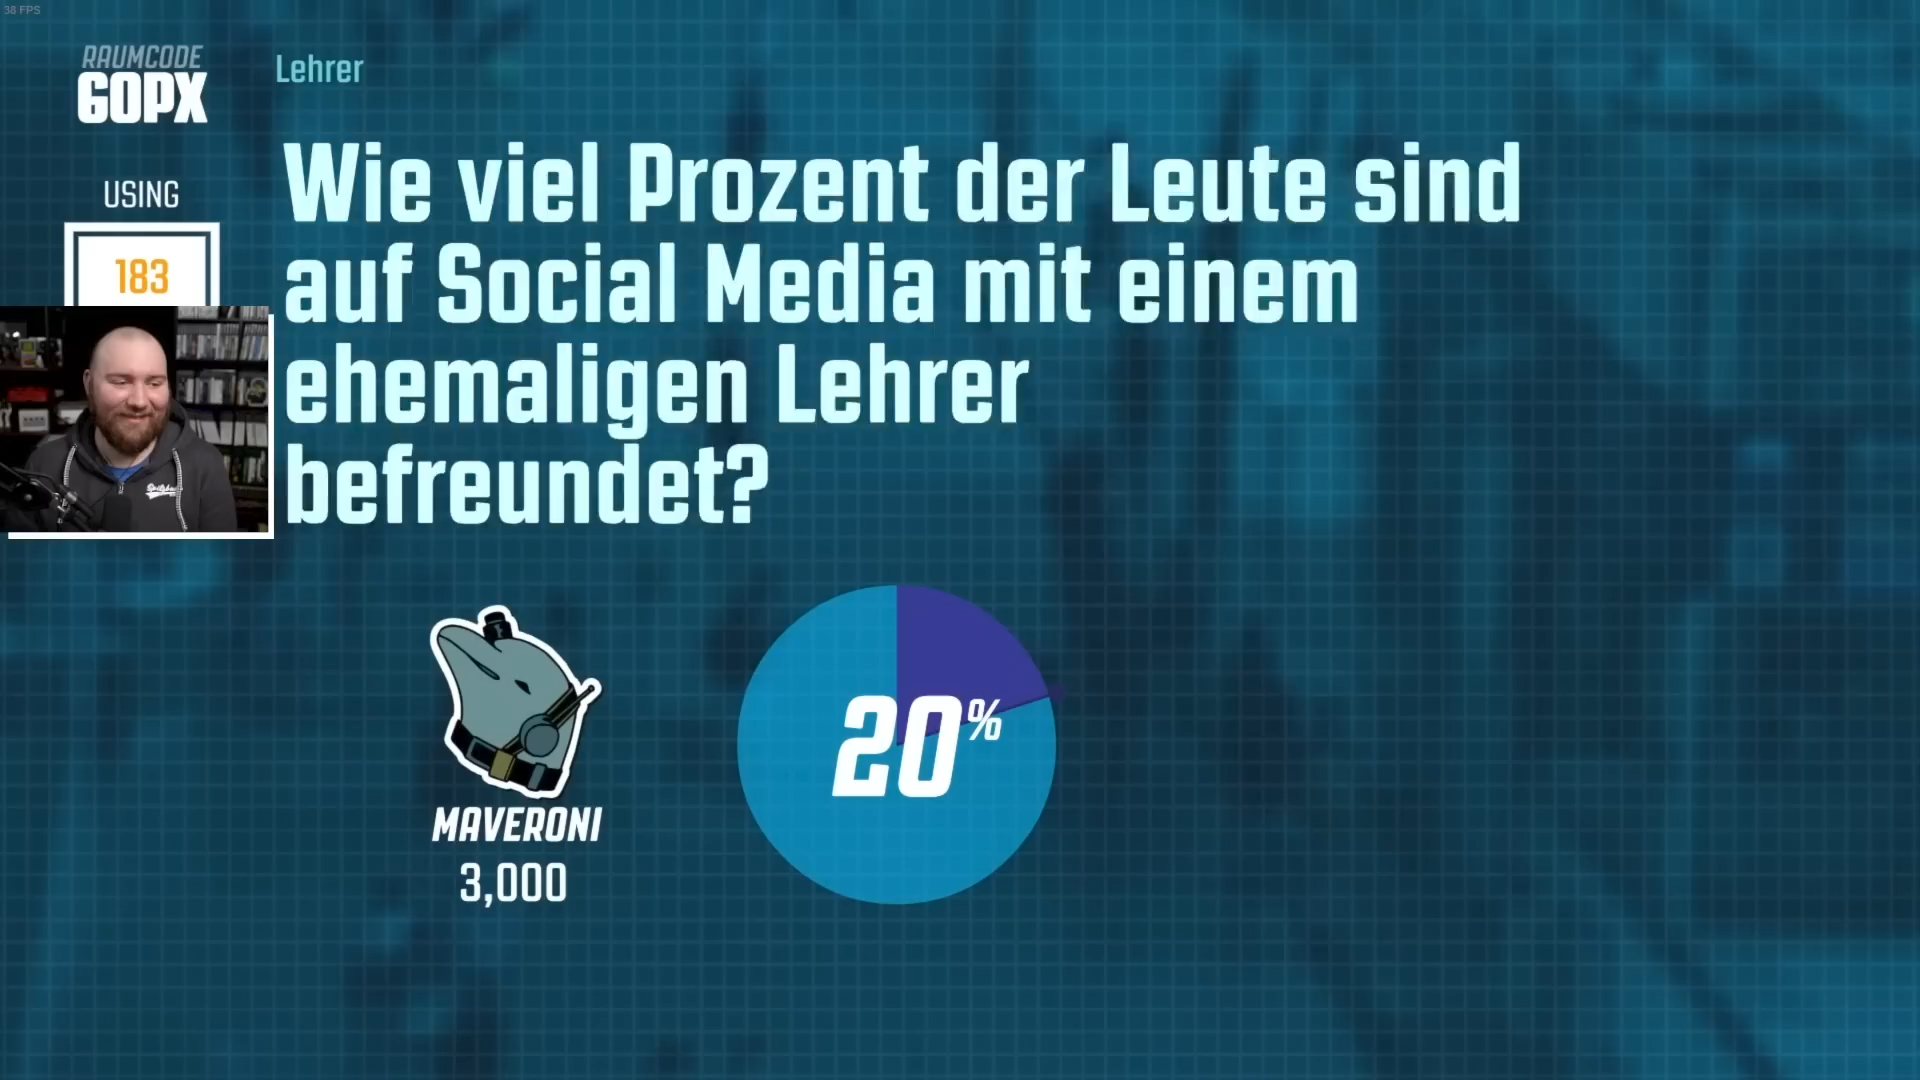 38 FPS
RAUMCODE
GOPX
Lehrer
USING
183
Wie viel Prozent der Leute sind
auf Social Media mit einem
ehemaligen Lehrer
befreundet?
20%
MAVERONI
3,000